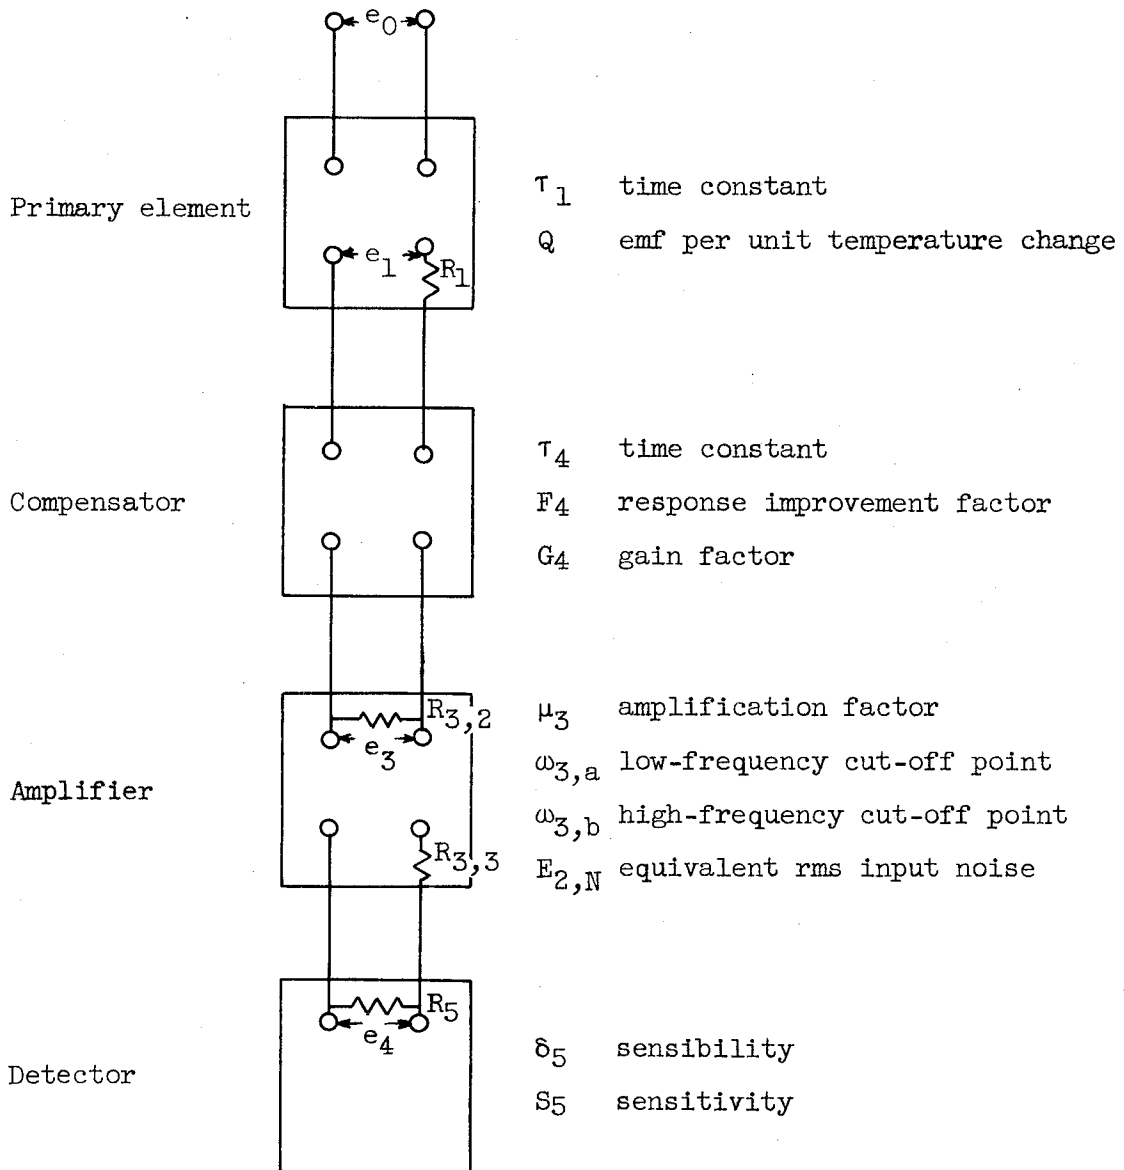 e0
Primary element
τ1 time constant
Q emf per unit temperature change
e1
R1
Compensator
τ4 time constant
F4 response improvement factor
G4 gain factor
Amplifier
R3,2
e3
R3,3
μ3 amplification factor
ω3,a low-frequency cut-off point
ω3,b high-frequency cut-off point
E2,N equivalent rms input noise
Detector
R5
e4
δ5 sensibility
S5 sensitivity